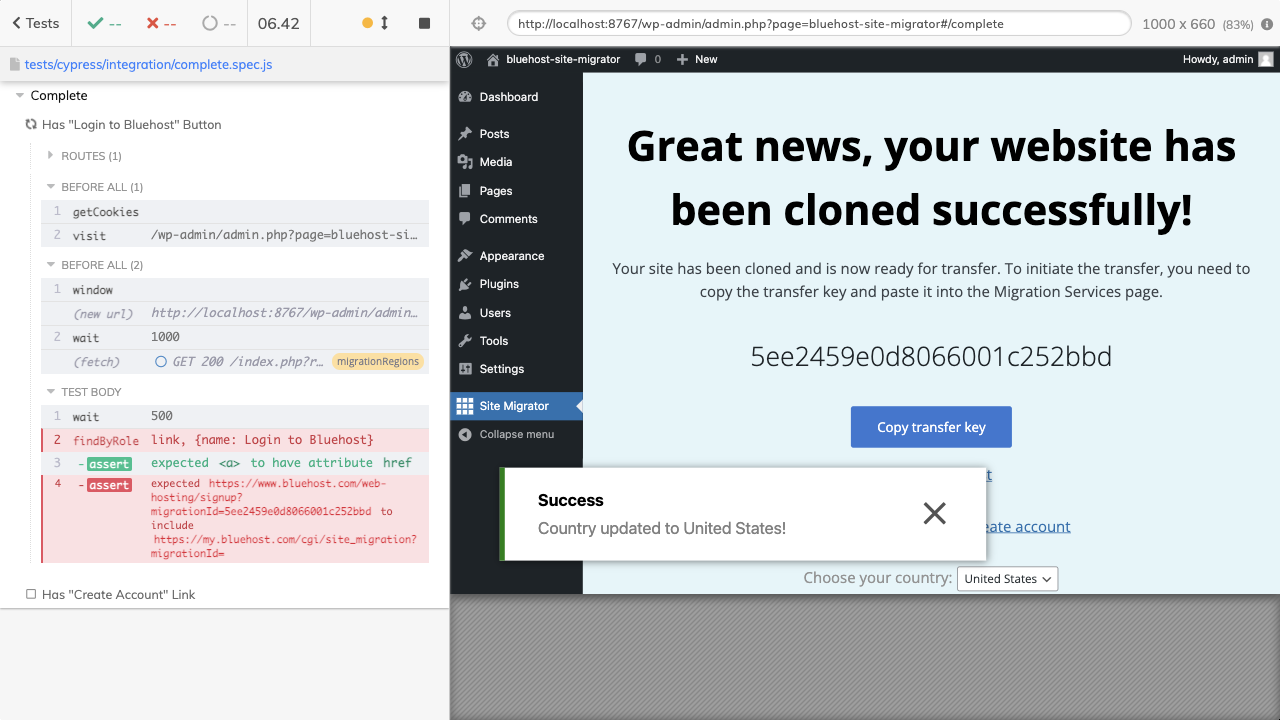 Tests
--
--
--
06.42
http://localhost:8767/wp-admin/admin.php?page=bluehost-site-migrator#/complete
1000 x 660 (83%)
tests/cypress/integration/complete.spec.js
Complete
Has "Login to Bluehost" Button
ROUTES (1)
BEFORE ALL (1)
1 getCookies
2 visit /wp-admin/admin.php?page=bluehost-si...
BEFORE ALL (2)
1 window
(new url) http://localhost:8767/wp-admin/admin...
2 wait 1000
(fetch) GET 200 /index.php?r... migrationRegions
TEST BODY
1 wait 500
2 findByRole link, {name: Login to Bluehost}
3 -assert expected <a> to have attribute href
4 -assert expected https://www.bluehost.com/web-
hosting/signup?
migrationId=5ee2459e0d8066001c252bbd to
include
https://my.bluehost.com/cgi/site_migration?
migrationId=
Has "Create Account" Link
bluehost-site-migrator 0 New
Howdy, admin
Dashboard
Posts
Media
Pages
Comments
Appearance
Plugins
Users
Tools
Settings
Site Migrator
Collapse menu
Great news, your website has
been cloned successfully!
Your site has been cloned and is now ready for transfer. To initiate the transfer, you need to
copy the transfer key and paste it into the Migration Services page.
5ee2459e0d8066001c252bbd
Copy transfer key
Success
Country updated to United States!
account
Choose your country: United States